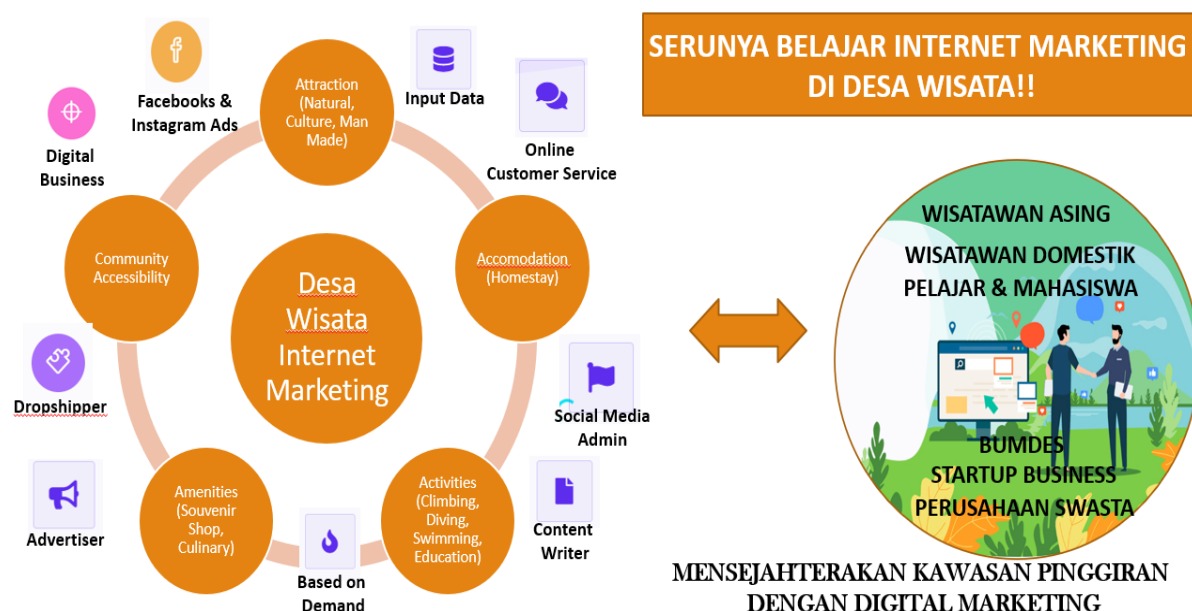 SERUNYA BELAJAR INTERNET MARKETING
DI DESA WISATA!!
Facebooks &
Instagram Ads
Attraction
(Natural,
Culture, Man
Made)
Input Data
Online
Customer Service
Digital
Business
Community
Accessibility
Desa
Wisata
Internet
Marketing
Accomodation
(Homestay)
Dropshipper
Social Media
Admin
Advertiser
Amenities
(Souvenir
Shop,
Culinary)
Based on
Demand
Activities
(Climbing,
Diving,
Swimming,
Education)
Content
Writer
WISATAWAN ASING
WISATAWAN DOMESTIK
PELAJAR & MAHASISWA
BUMDES
STARTUP BUSINESS
PERUSAHAAN SWASTA
MENSEJAHTERAKAN KAWASAN PINGGIRAN
DENGAN DIGITAL MARKETING